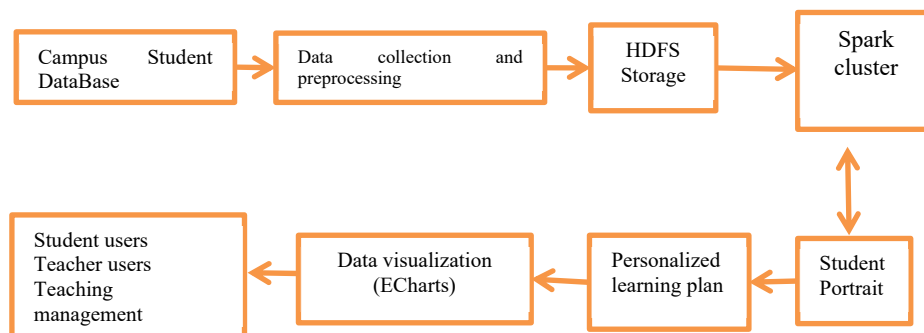 Campus Student
DataBase
Data collection and
preprocessing
HDFS
Storage
Spark
cluster
Student users
Teacher users
Teaching
management
Data visualization
(ECharts)
Personalized
learning plan
Student
Portrait